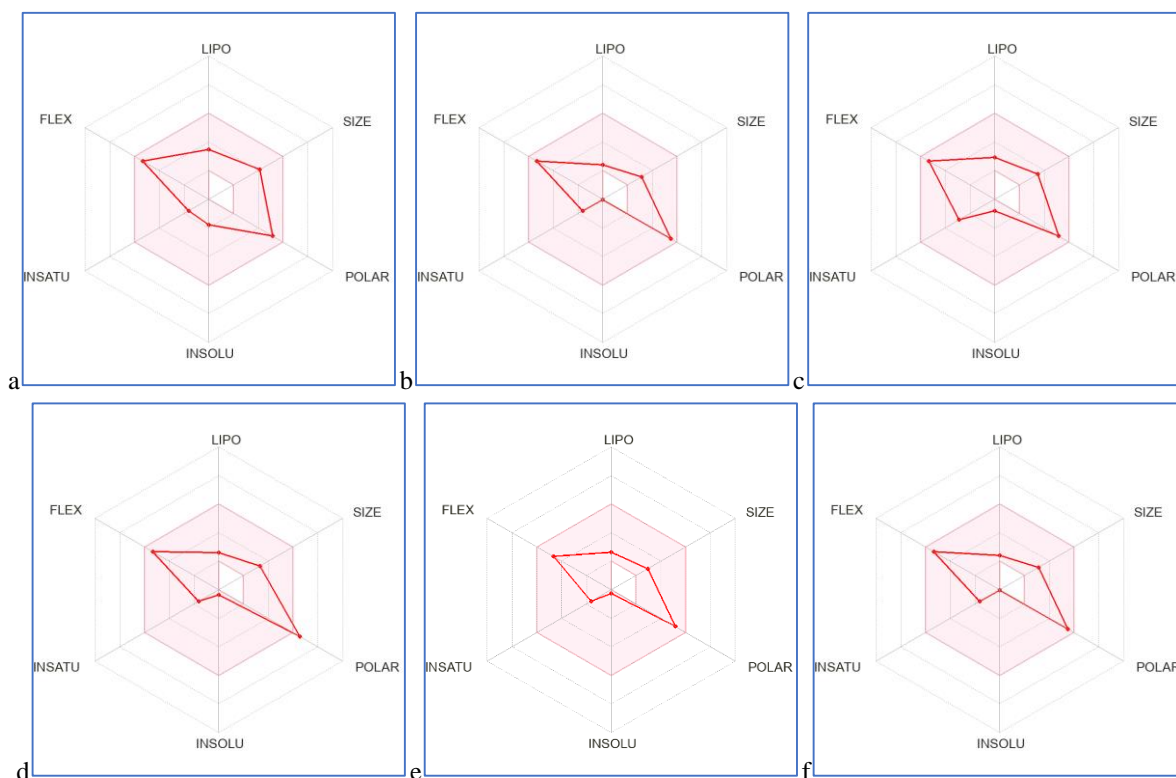 LIPO
FLEX SIZE
INSATU POLAR
INSOLU
a
LIPO
FLEX SIZE
INSATU POLAR
INSOLU
b
LIPO
FLEX SIZE
INSATU POLAR
INSOLU
c
LIPO
FLEX SIZE
INSATU POLAR
INSOLU
d
LIPO
FLEX SIZE
INSATU POLAR
INSOLU
e
LIPO
FLEX SIZE
INSATU POLAR
INSOLU
f